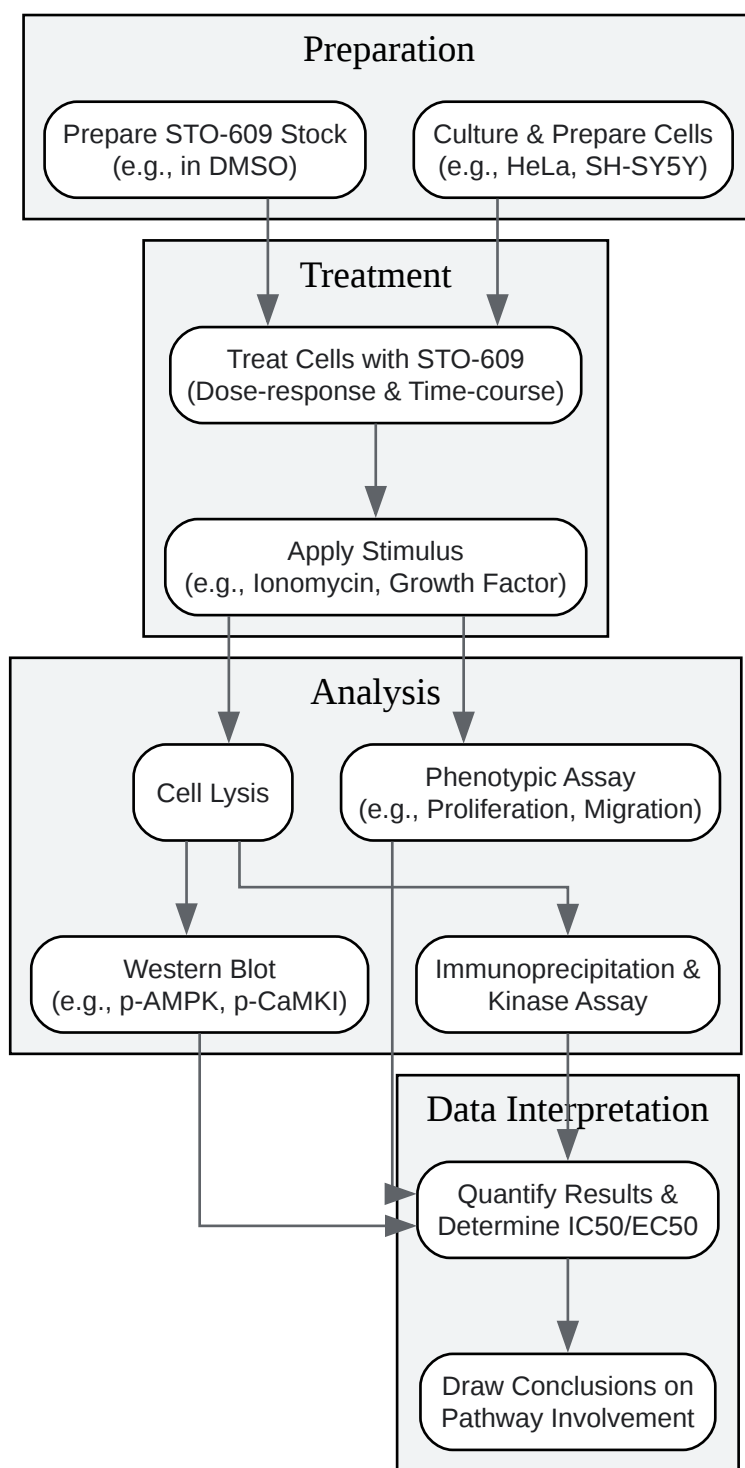 Preparation
Prepare STO-609 Stock
(e.g., in DMSO)
Culture & Prepare Cells
(e.g., HeLa, SH-SY5Y)
Treatment
Treat Cells with STO-609
(Dose-response & Time-course)
Apply Stimulus
(e.g., Ionomycin, Growth Factor)
Analysis
Cell Lysis
Phenotypic Assay
(e.g., Proliferation, Migration)
Western Blot
(e.g., p-AMPK, p-CaMKI)
Immunoprecipitation &
Kinase Assay
Data Interpretation
Quantify Results &
Determine IC50/EC50
Draw Conclusions on
Pathway Involvement